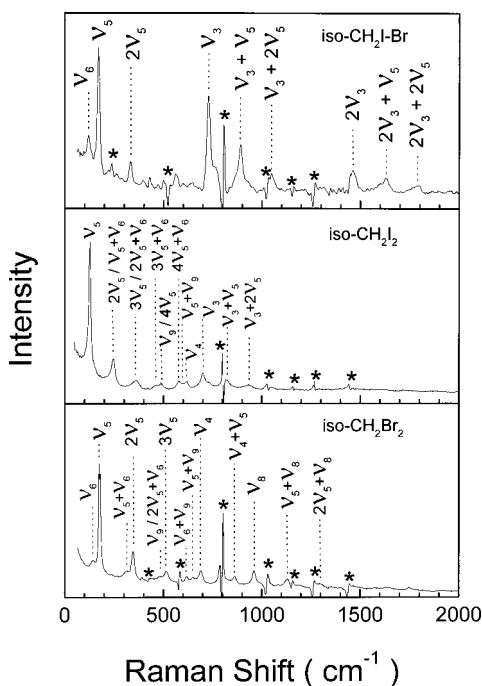 iso-CH₂I-Br
ν₆
ν₅
*
2ν₅
*
ν₃
*
ν₃ + ν₅
*
ν₃ + 2ν₅
*
*
2ν₃
2ν₃ + ν₅
2ν₃ + 2ν₅
iso-CH₂I₂
ν₅
2ν₅ / ν₅+ν₆
3ν₅ / 2ν₅+ν₆
3ν₅+ν₆
ν₉ / 4ν₅
4ν₅+ν₆
ν₅+ν₉
ν₄
ν₃
*
ν₃+ν₅
ν₃+2ν₅
*
*
*
*
iso-CH₂Br₂
ν₆
ν₅
ν₅+ν₆
2ν₅
*
ν₉ / 2ν₅+ν₆
3ν₅
*
ν₆+ν₉
ν₅+ν₉
ν₄
*
ν₄+ν₅
ν₈
*
ν₅+ν₈
*
*
2ν₅+ν₈
*
Intensity
0 500 1000 1500 2000
Raman Shift ( cm⁻¹ )